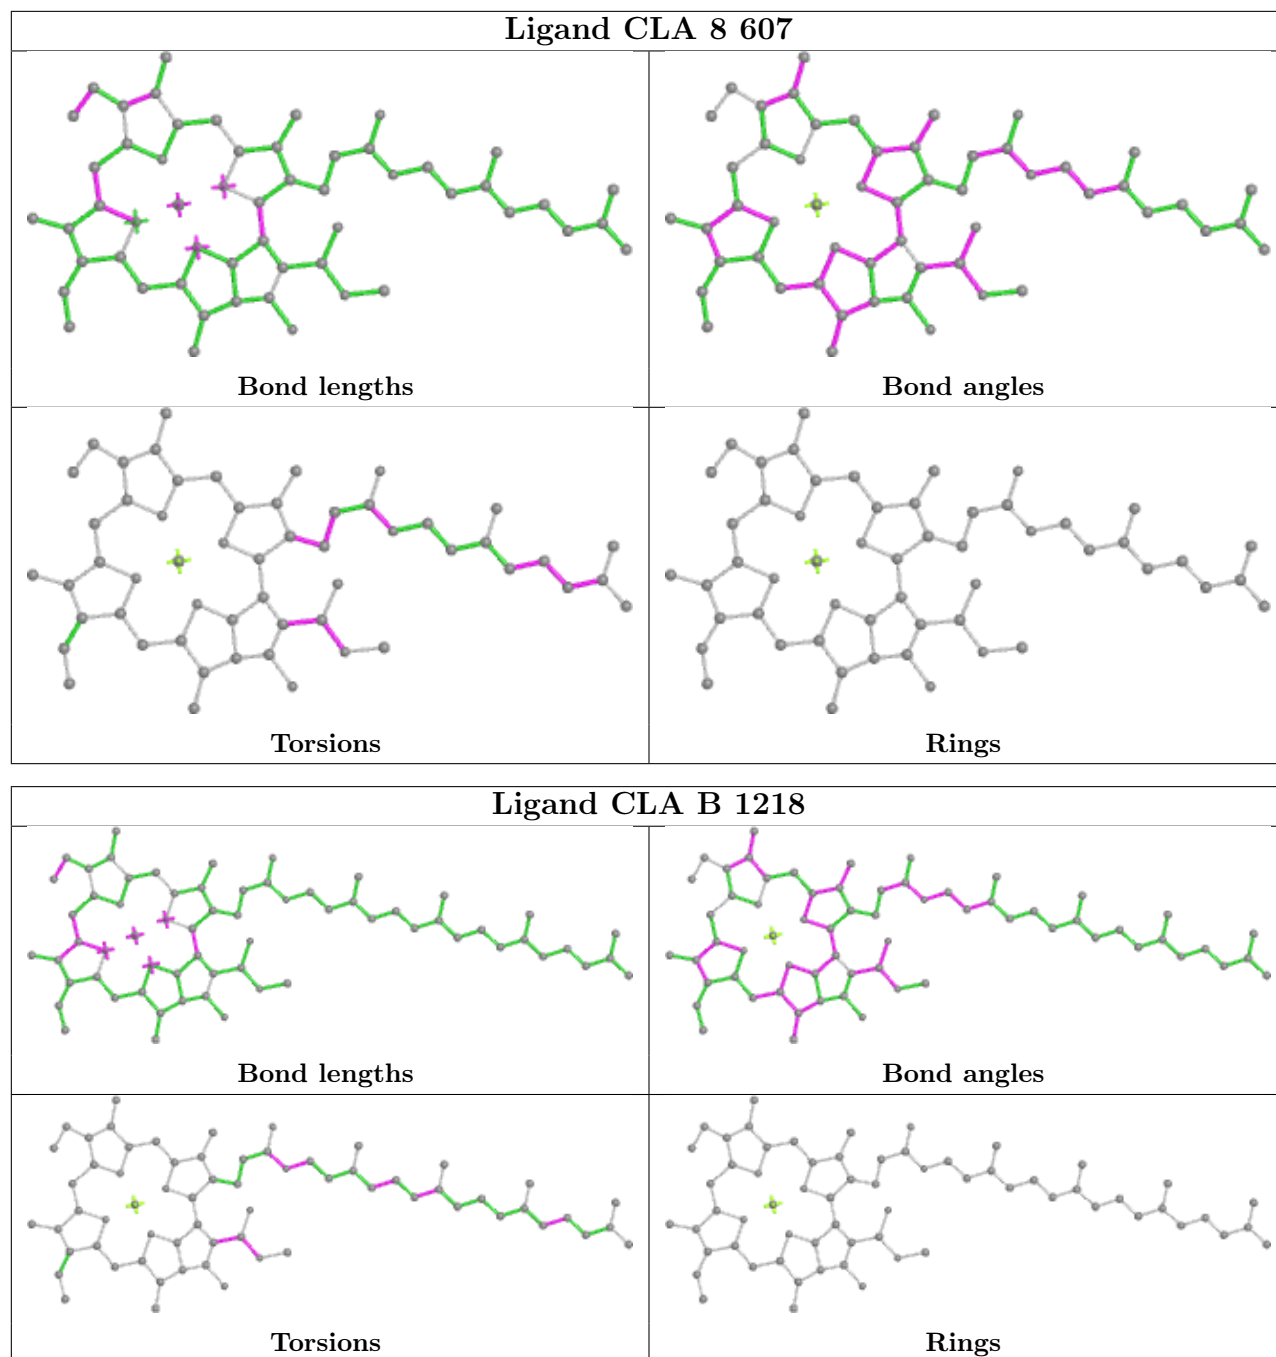 Ligand CLA 8 607
Bond lengths
Bond angles
Torsions
Rings
Ligand CLA B 1218
Bond lengths
Bond angles
Torsions
Rings